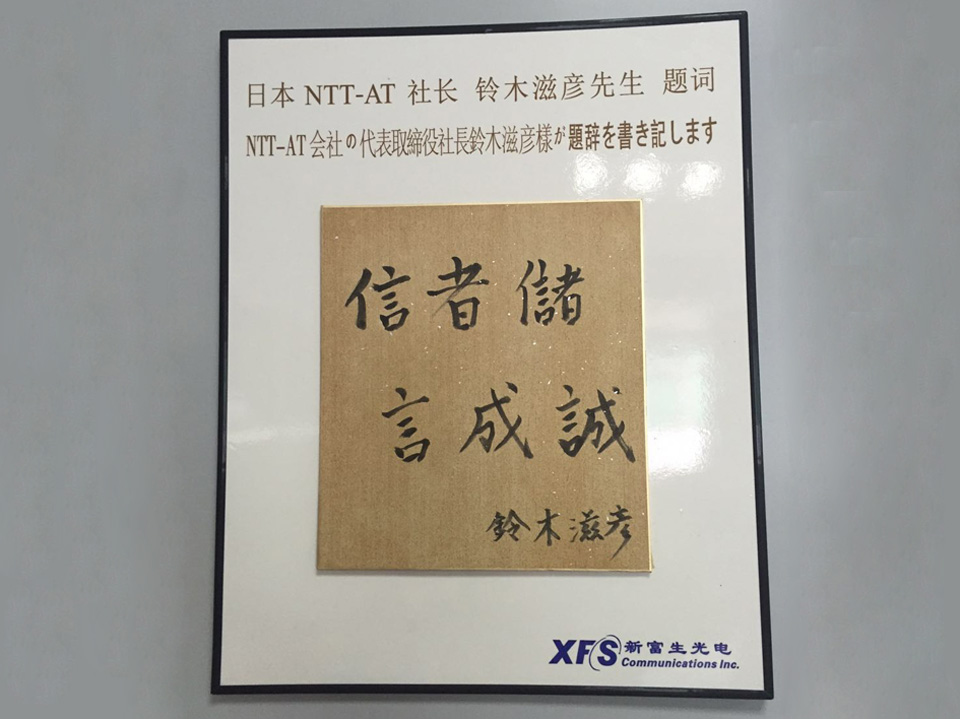 日本 NTT-AT 社长 铃木滋彦先生 题词
NTT-AT 会社の代表取締役社長鈴木滋彦様が題辞を書き記します
信者儲
言成誠
鈴木滋彦
XFS 新富生光电
Communications Inc.